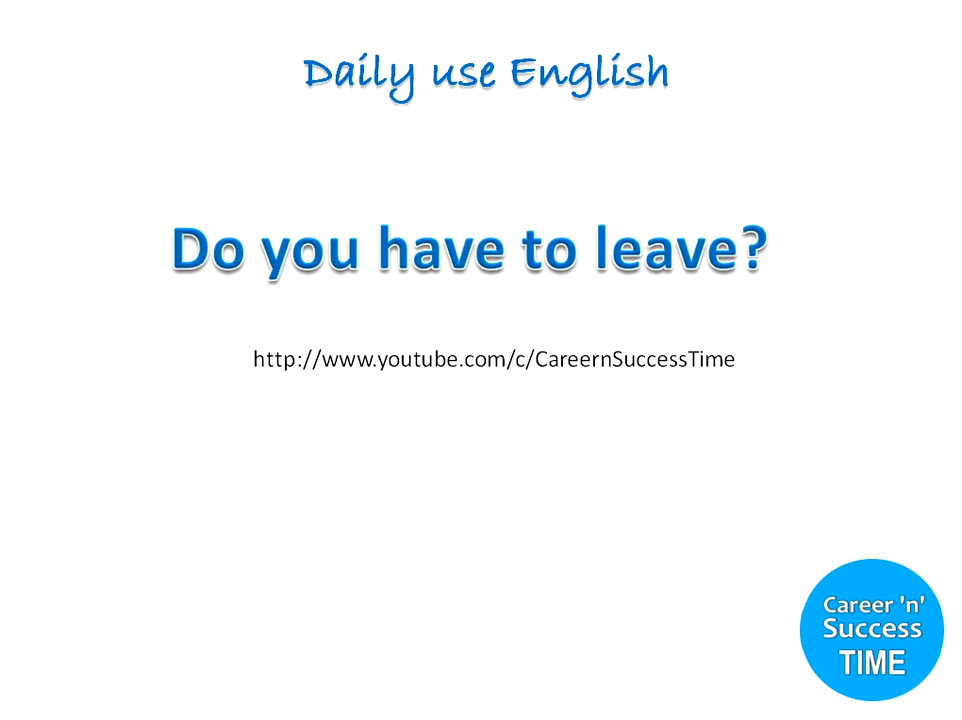 Daily use English
Do you have to leave?
http://www.youtube.com/c/CareernSuccessTime
Career 'n'
Success
TIME